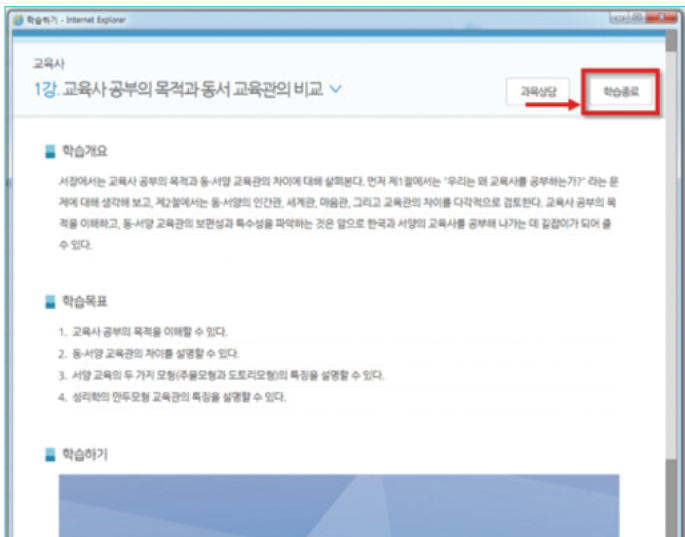 학습하기 - Internet Explorer
교육사
1강. 교육사 공부의 목적과 동서 교육관의 비교
과목상담
학습종료
학습개요
서장에서는 교육사 공부의 목적과 동·서양 교육관의 차이에 대해 살펴본다. 먼저 제1절에서는 "우리는 왜 교육사를 공부하는가?" 라는 문
제에 대해 생각해 보고, 제2절에서는 동·서양의 인간관, 세계관, 마음관, 그리고 교육관의 차이를 다각적으로 검토한다. 교육사 공부의 목
적을 이해하고, 동·서양 교육관의 보편성과 특수성을 파악하는 것은 앞으로 한국과 서양의 교육사를 공부해 나가는 데 길잡이가 되어 줄
수 있다.
학습목표
1. 교육사 공부의 목적을 이해할 수 있다.
2. 동·서양 교육관의 차이를 설명할 수 있다.
3. 서양 교육의 두 가지 모형(주물모형과 도토리모형)의 특징을 설명할 수 있다.
4. 성리학의 만두모형 교육관의 특징을 설명할 수 있다.
학습하기